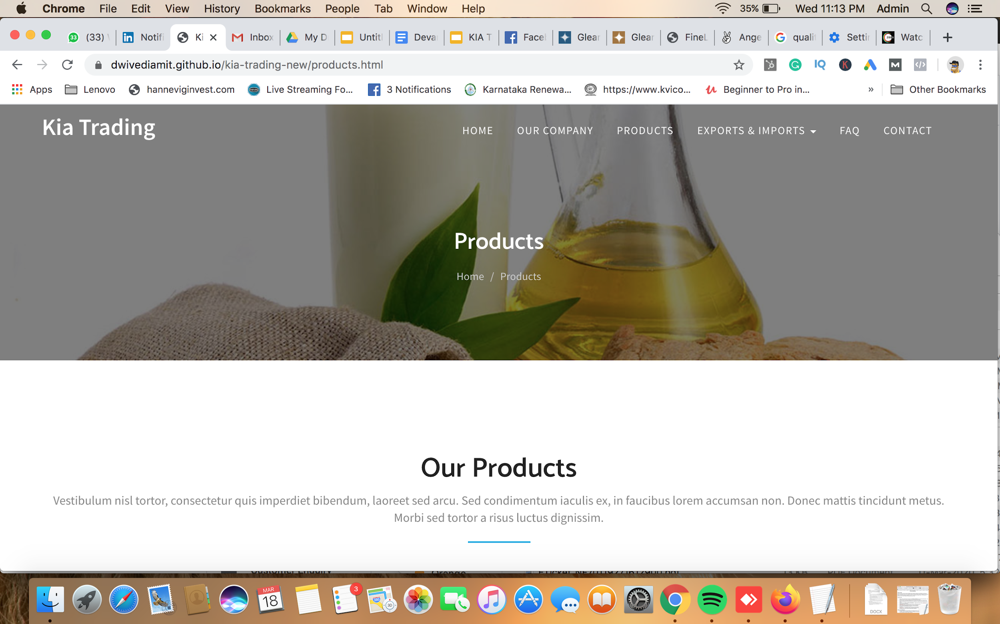 Chrome File Edit View History Bookmarks People Tab Window Help 35% Wed 11:13 PM Admin
33 (33) Notifi Ki Inbox My D Untitl Deva KIA T Face Glear Glear FineL Ange qualit Settin Watc
dwivediamit.github.io/kia-trading-new/products.html
Apps Lenovo hanneviginvest.com Live Streaming Fo... 3 Notifications Karnataka Renewa... https://www.kvico... Beginner to Pro in... » Other Bookmarks
Kia Trading HOME OUR COMPANY PRODUCTS EXPORTS & IMPORTS FAQ CONTACT
Products
Home / Products
Our Products
Vestibulum nisl tortor, consectetur quis imperdiet bibendum, laoreet sed arcu. Sed condimentum iaculis ex, in faucibus lorem accumsan non. Donec mattis tincidunt metus.
Morbi sed tortor a risus luctus dignissim.
MAR
18
3
3D
DOCX